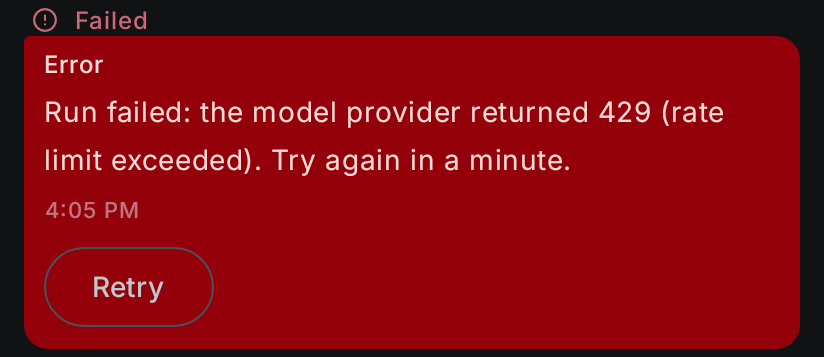 Failed
Error
Run failed: the model provider returned 429 (rate
limit exceeded). Try again in a minute.
4:05 PM
Retry